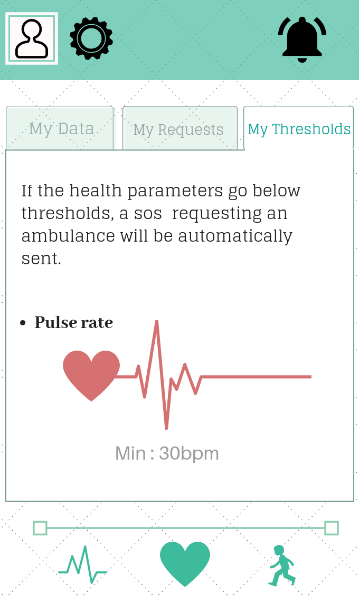 My Data
My Requests
My Thresholds
If the health parameters go below
thresholds, a sos requesting an
ambulance will be automatically
sent.
• Pulse rate
Min : 30bpm